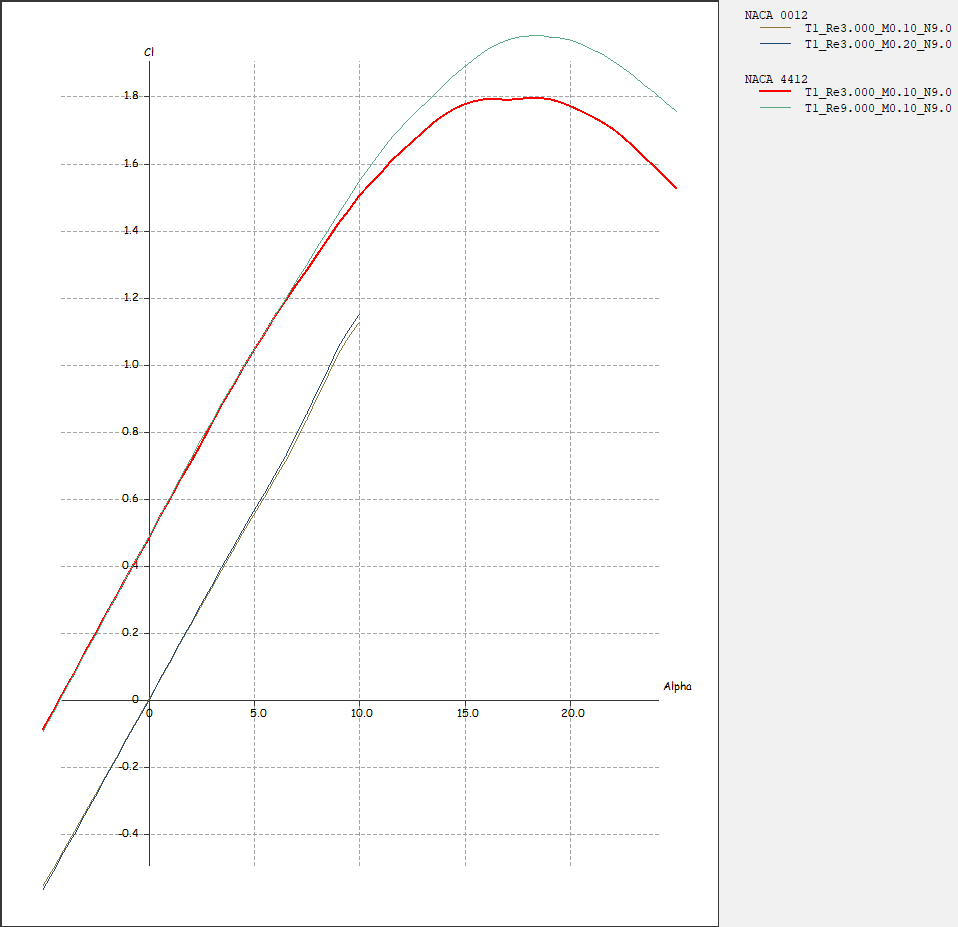 NACA 0012
T1_Re3.000_M0.10_N9.0
T1_Re3.000_M0.20_N9.0
NACA 4412
T1_Re3.000_M0.10_N9.0
T1_Re9.000_M0.10_N9.0
Cl
1.8
1.6
1.4
1.2
1.0
0.8
0.6
0.4
0.2
0
-0.2
-0.4
Alpha
0
5.0
10.0
15.0
20.0